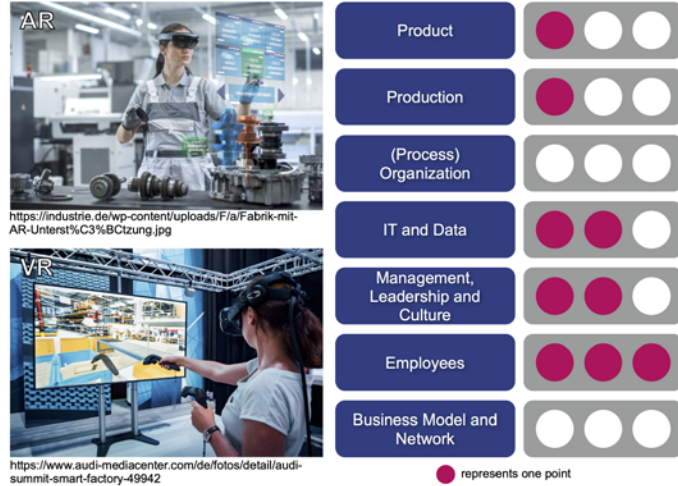 AR
https://industrie.de/wp-content/uploads/F/a/Fabrik-mit-
AR-Unterst%C3%BCtzung.jpg
VR
https://www.audi-mediacenter.com/de/fotos/detail/audi-
summit-smart-factory-49942
Product
Production
(Process)
Organization
IT and Data
Management,
Leadership and
Culture
Employees
Business Model and
Network
represents one point